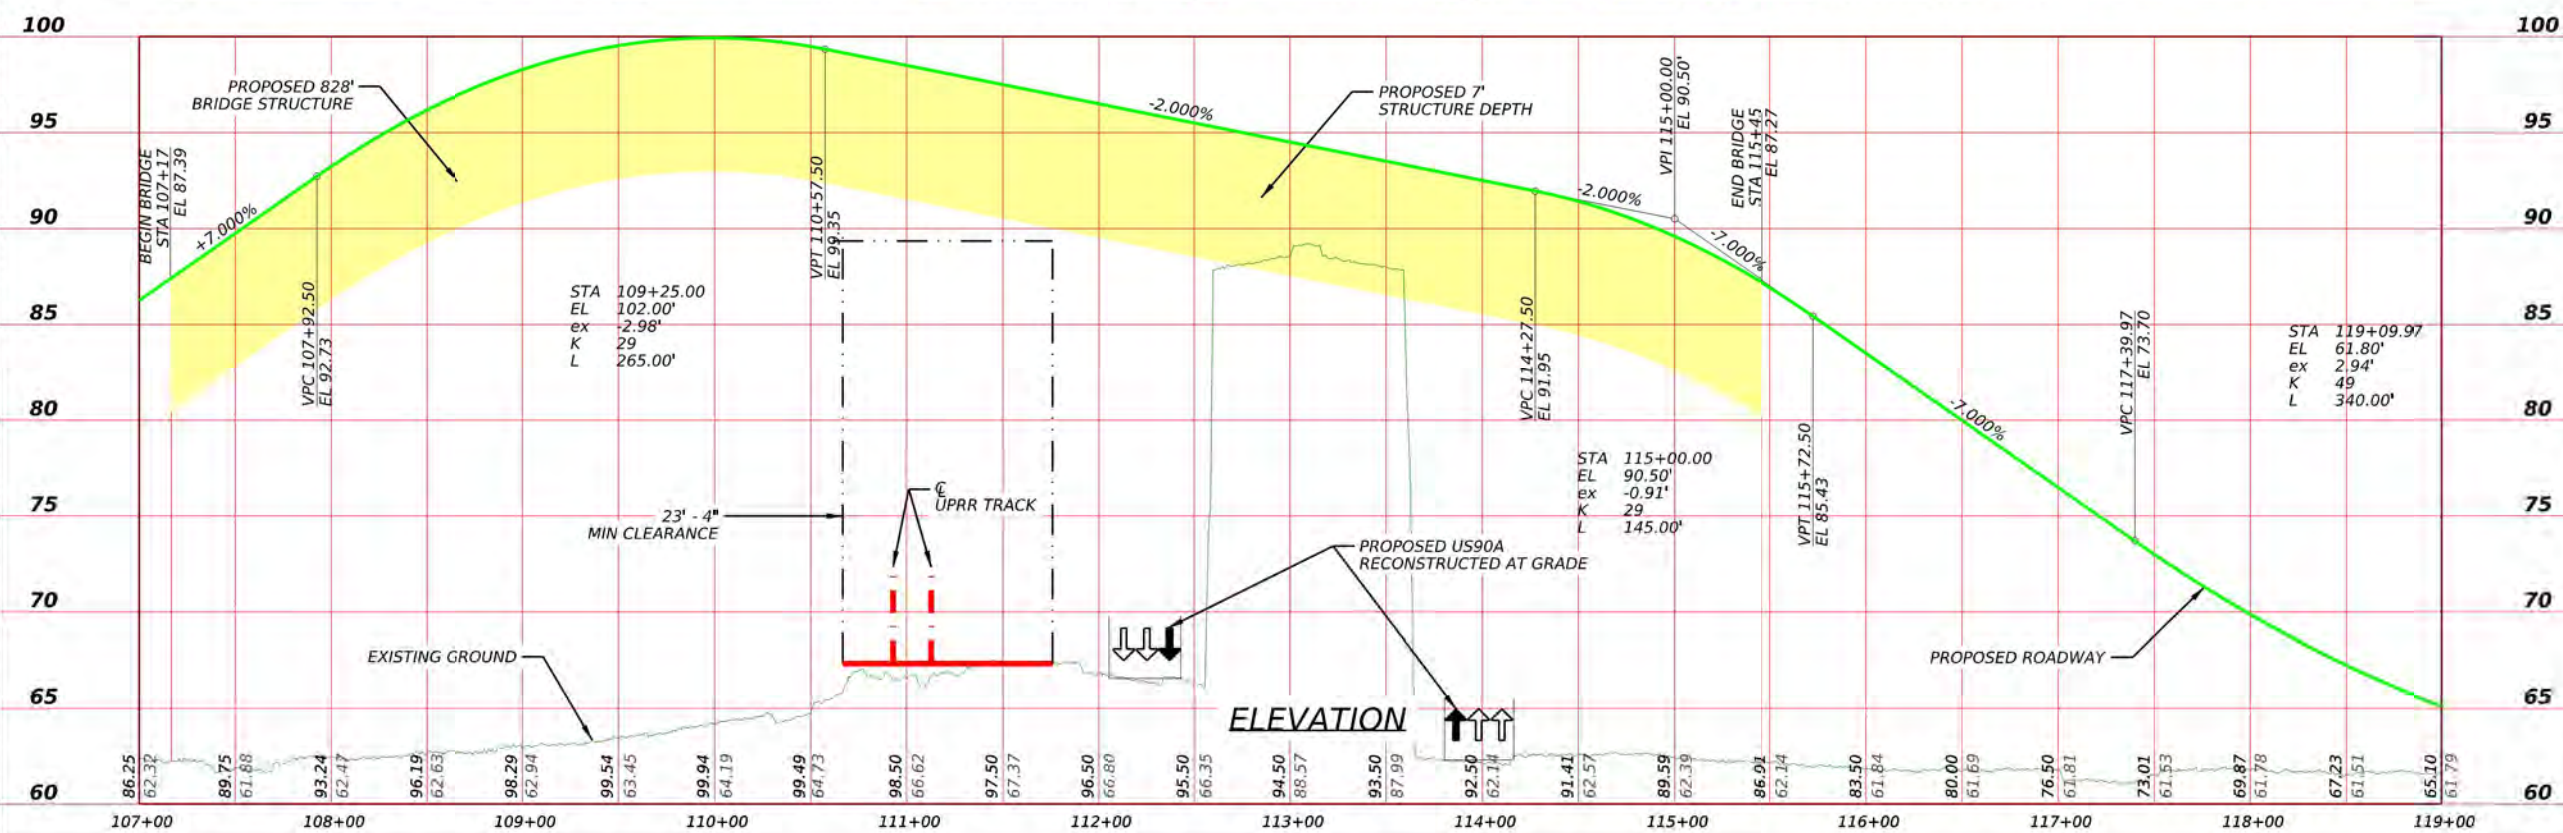 100
100
PROPOSED 828'
BRIDGE STRUCTURE
PROPOSED 7'
STRUCTURE DEPTH
-2.000%
VPI 115+00.00
EL 90.50'
95
95
BEGIN BRIDGE
STA 107+17
EL 87.39
END BRIDGE
STA 115+45
EL 87.27
+7.000%
VPT 110+57.50
EL 99.35
-2.000%
-7.000%
90
90
VPC 107+92.50
EL 92.73
STA 109+25.00
EL 102.00'
ex -2.98'
K 29
L 265.00'
VPC 114+27.50
EL 91.95
85
85
VPC 117+39.97
EL 73.70
STA 119+09.97
EL 61.80'
ex 2.94'
K 49
L 340.00'
80
80
-7.000%
STA 115+00.00
EL 90.50'
ex -0.91'
K 29
L 145.00'
VPT 115+72.50
EL 85.43
℄
UPRR TRACK
23' - 4"
MIN CLEARANCE
75
75
PROPOSED US90A
RECONSTRUCTED AT GRADE
70
70
EXISTING GROUND
PROPOSED ROADWAY
65
65
ELEVATION
86.25
62.32
89.75
61.88
93.24
62.47
96.19
62.63
98.29
62.94
99.54
63.45
99.94
64.19
99.49
64.73
98.50
66.62
97.50
67.37
96.50
66.80
95.50
66.35
94.50
88.57
93.50
87.99
92.50
62.14
91.41
62.57
89.59
62.39
86.91
62.14
83.50
61.84
80.00
61.69
76.50
61.81
73.01
61.53
69.87
61.78
67.23
61.51
65.10
61.79
60
60
107+00
108+00
109+00
110+00
111+00
112+00
113+00
114+00
115+00
116+00
117+00
118+00
119+00